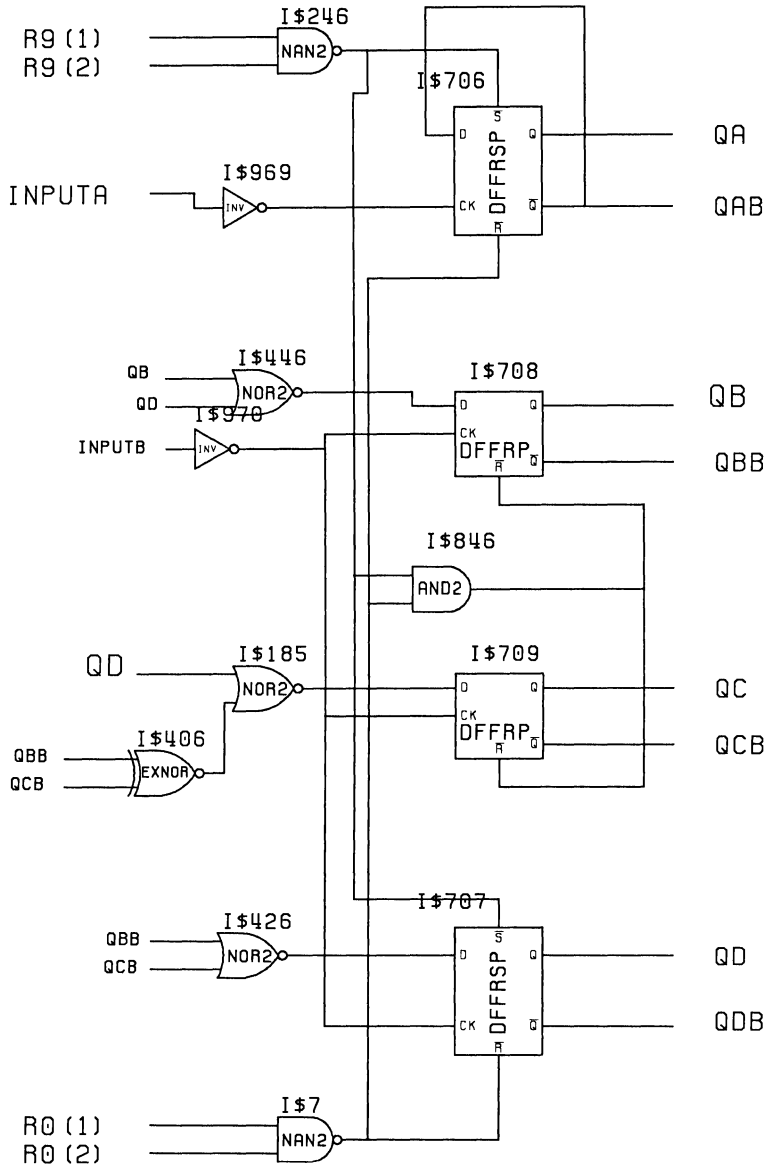 I$246
R9(1)
NAN2
R9(2)
I$706
S
D
Q
QA
DFFRSP
I$969
INPUTA
INV
CK
Q
QAB
R
I$446
I$708
QB
NOR2
D
Q
QB
QD
I$970
CK
INPUTB
INV
DFFRP
Q
QBB
R
I$846
AND2
I$185
I$709
QD
NOR2
D
Q
QC
CK
I$406
DFFRP
QBB
EXNOR
Q
QCB
QCB
R
I$707
I$426
S
QBB
NOR2
D
Q
QD
QCB
DFFRSP
CK
Q
QDB
R
I$7
R0(1)
NAN2
R0(2)